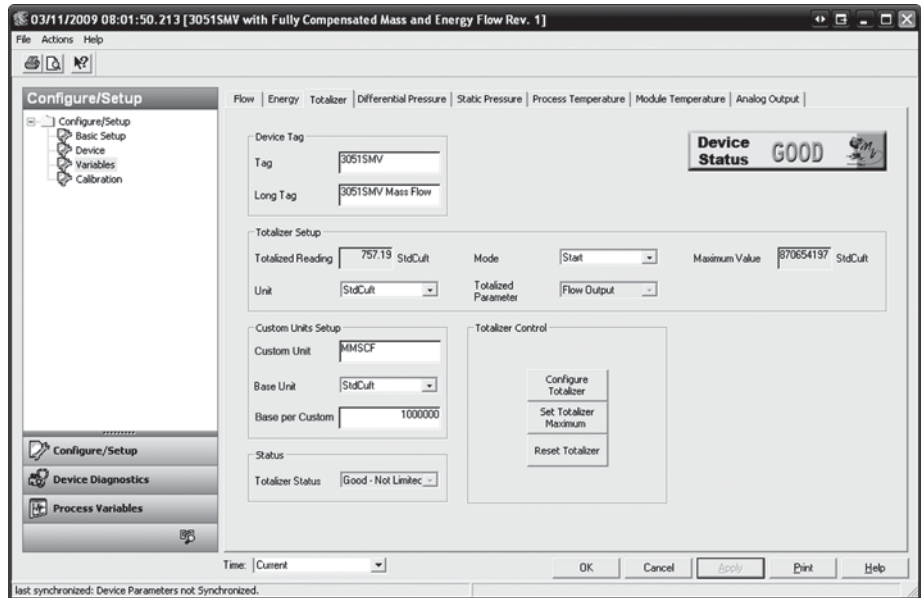 03/11/2009 08:01:50.213 [3051SMV with Fully Compensated Mass and Energy Flow Rev. 1]
File Actions Help
Configure/Setup
Configure/Setup
Basic Setup
Device
Variables
Calibration
Configure/Setup
Device Diagnostics
Process Variables
Flow Energy Totalizer Differential Pressure Static Pressure Process Temperature Module Temperature Analog Output
Device Tag
Tag 3051SMV
Long Tag 3051SMV Mass Flow
Device Status GOOD
Totalizer Setup
Totalized Reading 757.19 StdCuft Mode Start Maximum Value 870654197 StdCuft
Unit StdCuft Totalized Parameter Flow Output
Custom Units Setup
Custom Unit MMSCF
Base Unit StdCuft
Base per Custom 1000000
Totalizer Control
Configure Totalizer
Set Totalizer Maximum
Reset Totalizer
Status
Totalizer Status Good - Not Limitec
Time: Current
OK Cancel Apply Print Help
last synchronized: Device Parameters not Synchronized.